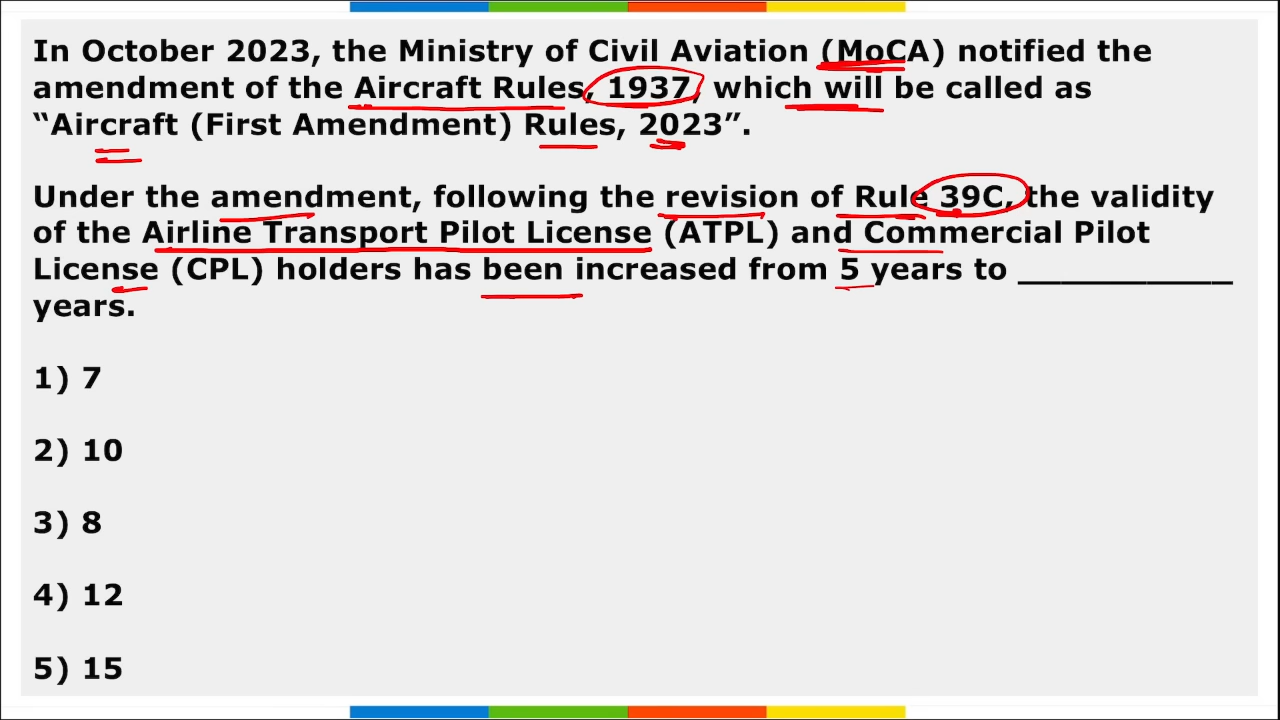 In October 2023, the Ministry of Civil Aviation (MoCA) notified the
amendment of the Aircraft Rules, 1937, which will be called as
“Aircraft (First Amendment) Rules, 2023”.
Under the amendment, following the revision of Rule 39C, the validity
of the Airline Transport Pilot License (ATPL) and Commercial Pilot
License (CPL) holders has been increased from 5 years to ______________
years.
1) 7
2) 10
3) 8
4) 12
5) 15